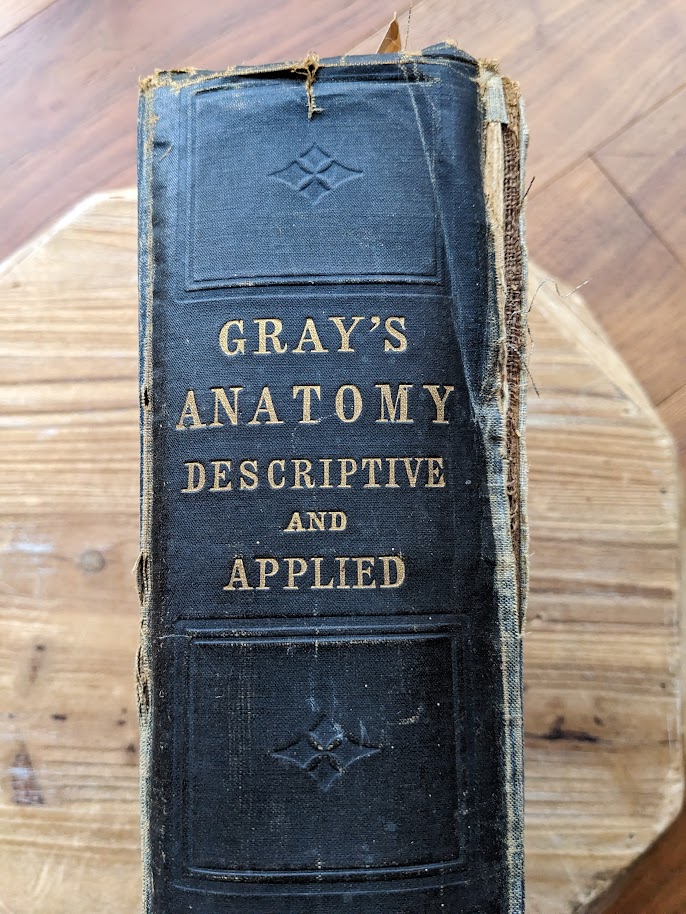 GRAY'S
ANATOMY
DESCRIPTIVE
AND
APPLIED